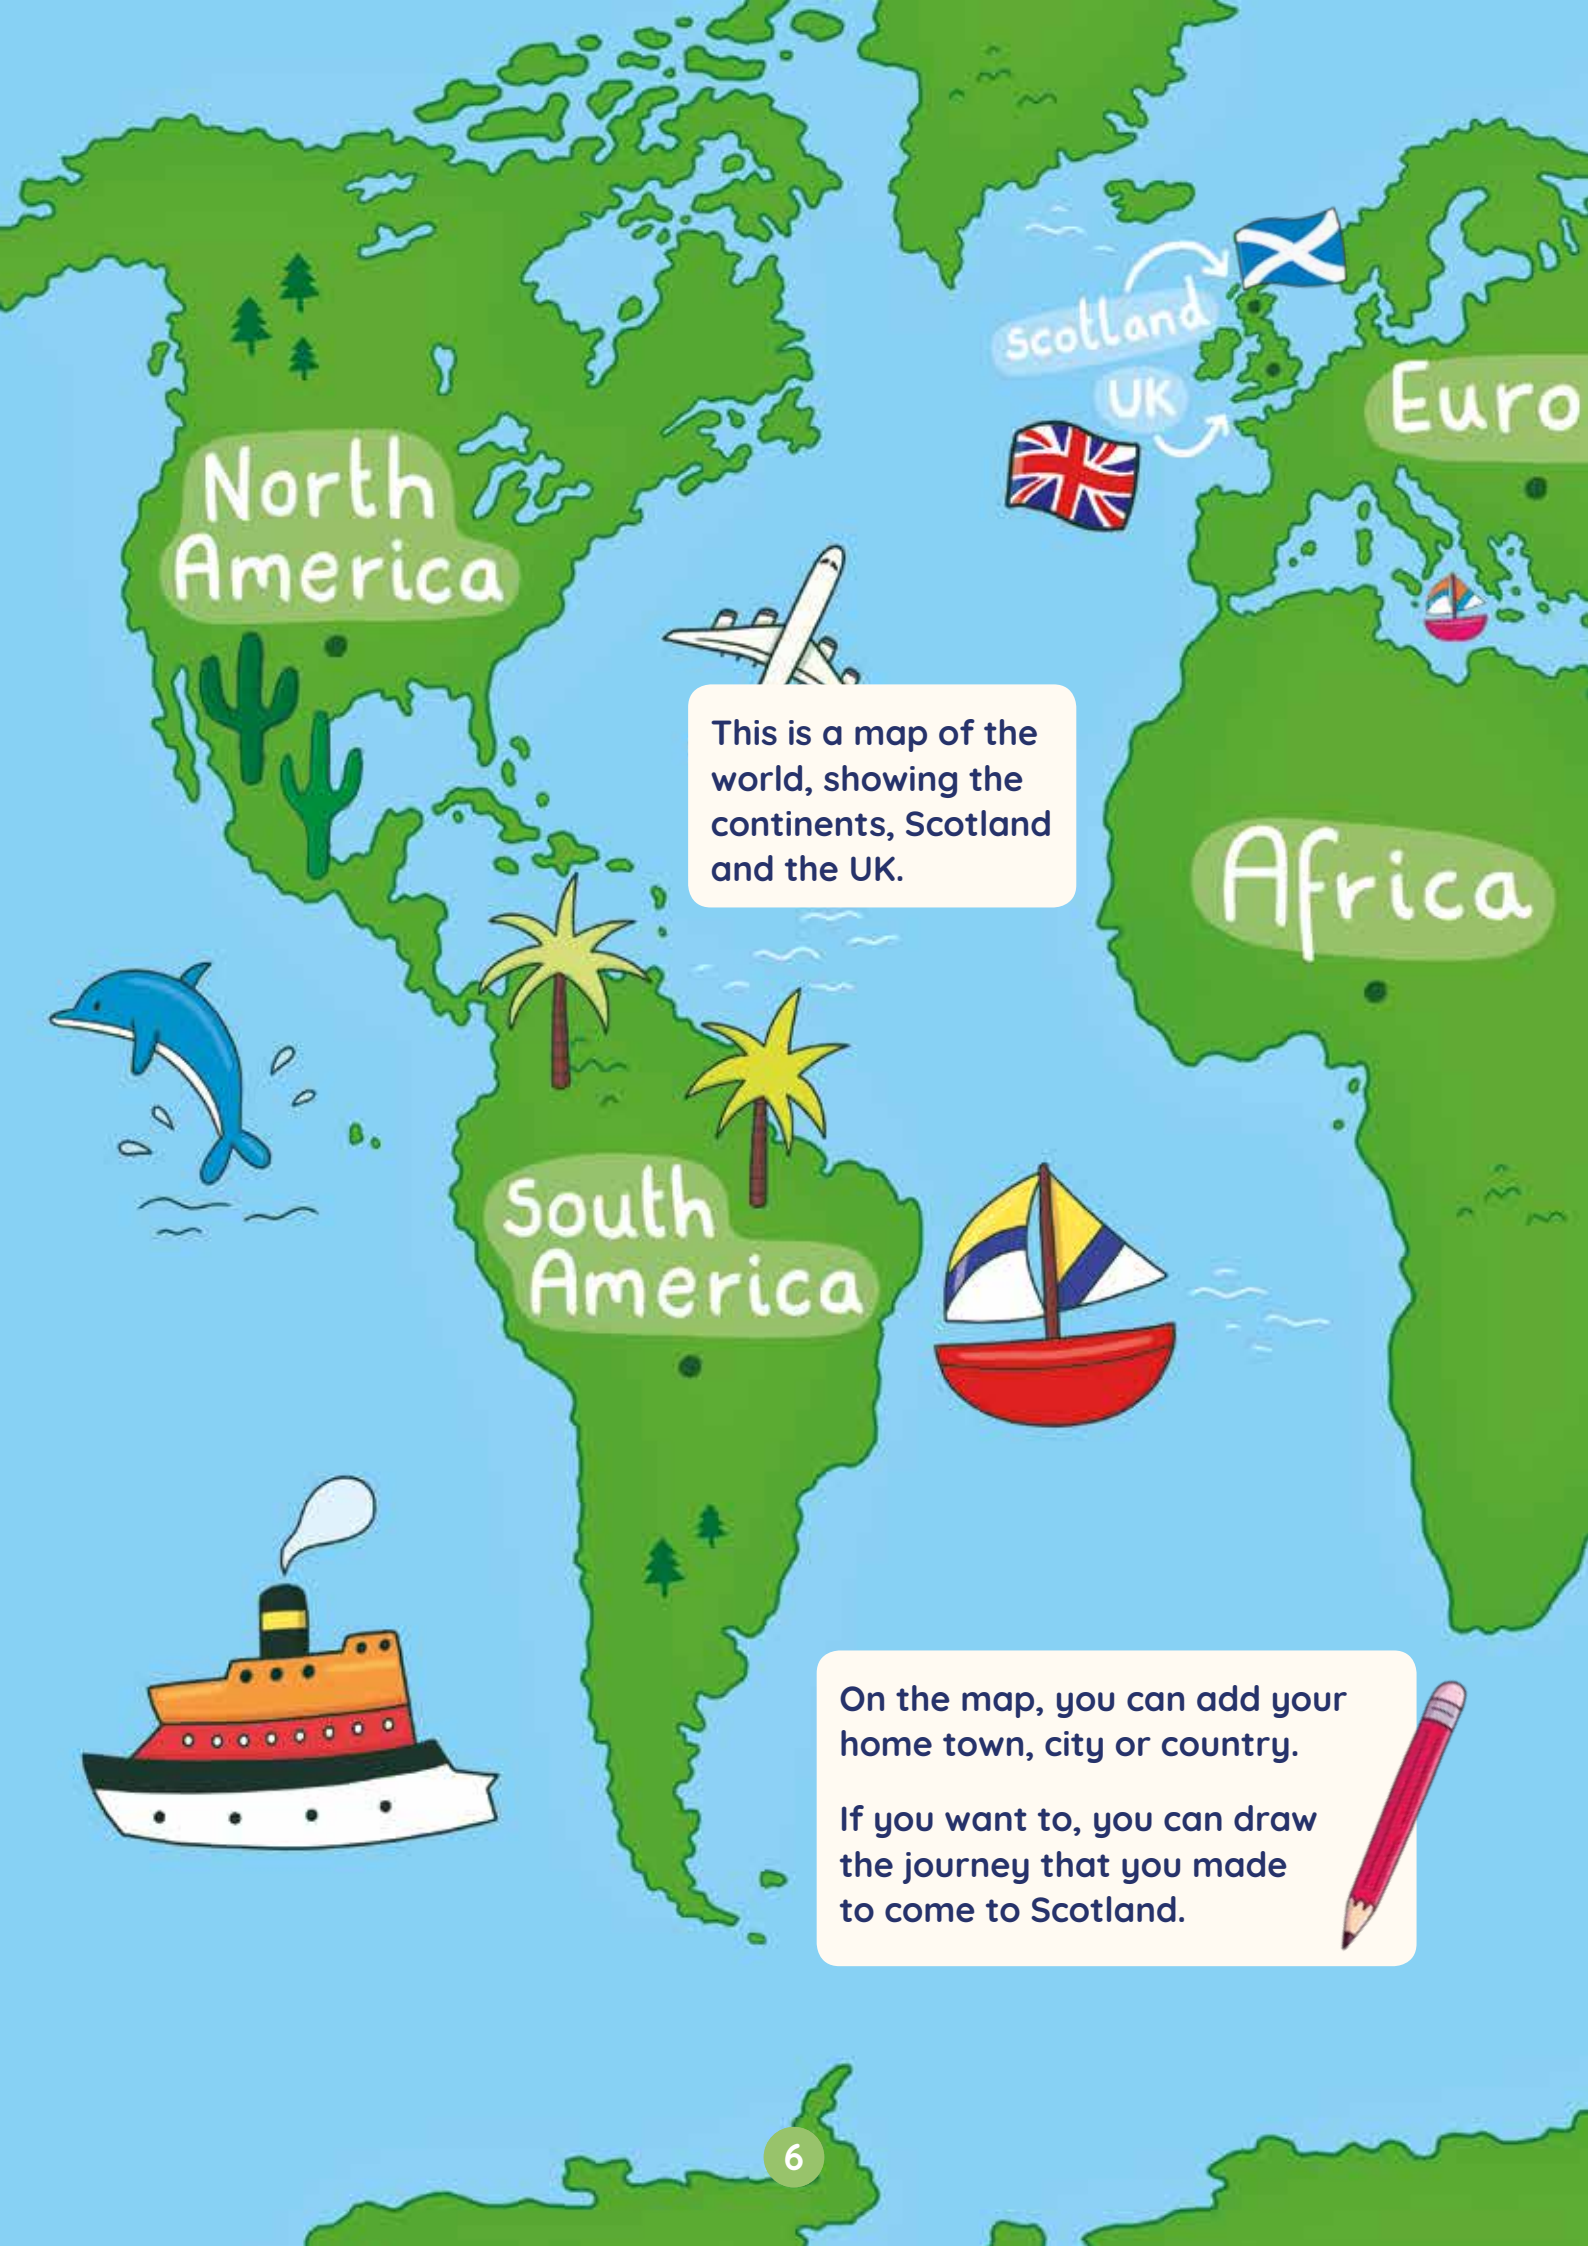 Scotland
UK
Euro
North
America
This is a map of the
world, showing the
continents, Scotland
and the UK.
Africa
South
America
On the map, you can add your
home town, city or country.
If you want to, you can draw
the journey that you made
to come to Scotland.
6